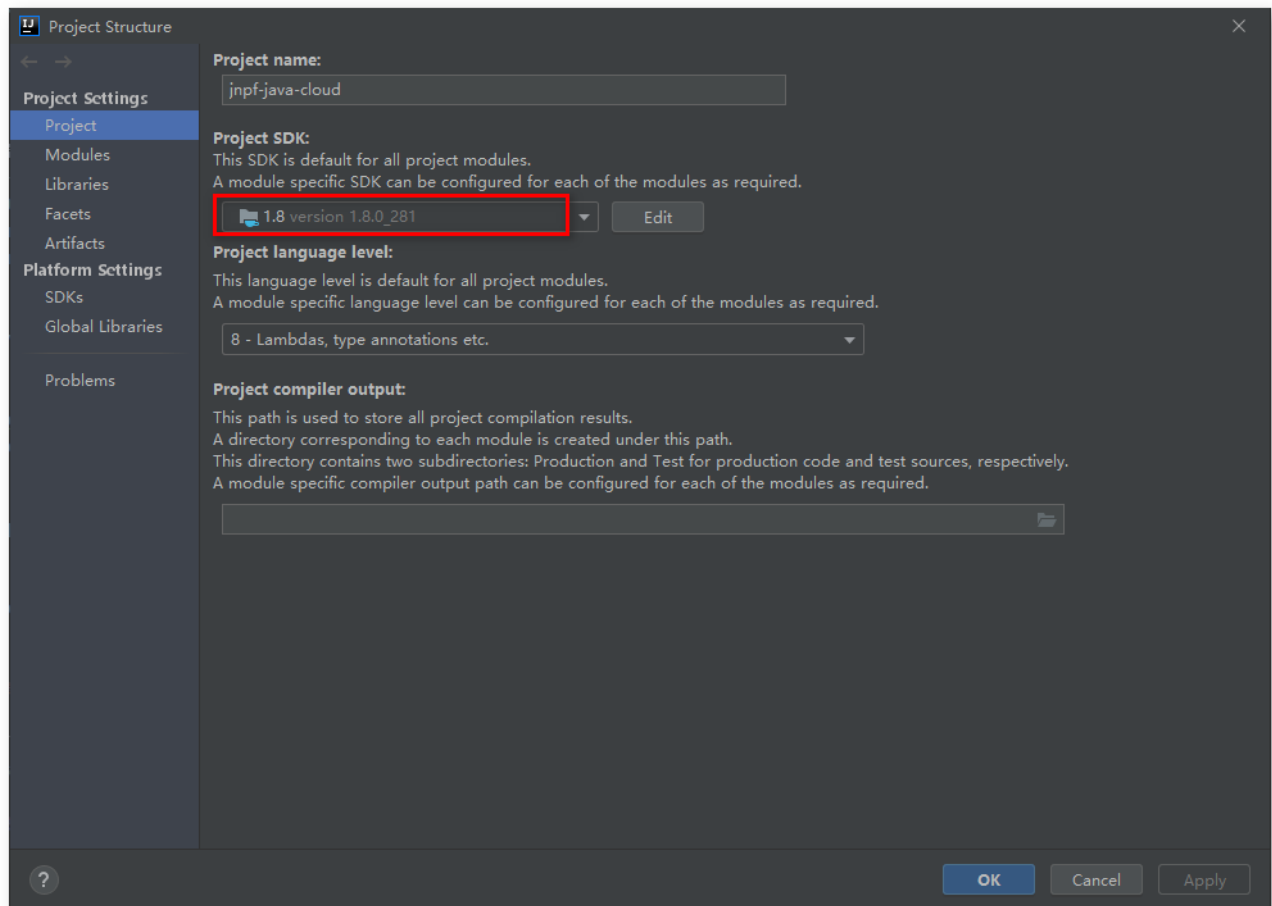 Project Structure
Project Settings
Project
Modules
Libraries
Facets
Artifacts
Platform Settings
SDKs
Global Libraries
Problems
Project name:
jnpf-java-cloud
Project SDK:
This SDK is default for all project modules.
A module specific SDK can be configured for each of the modules as required.
1.8 version 1.8.0_281
Edit
Project language level:
This language level is default for all project modules.
A module specific language level can be configured for each of the modules as required.
8 - Lambdas, type annotations etc.
Project compiler output:
This path is used to store all project compilation results.
A directory corresponding to each module is created under this path.
This directory contains two subdirectories: Production and Test for production code and test sources, respectively.
A module specific compiler output path can be configured for each of the modules as required.
?
OK
Cancel
Apply